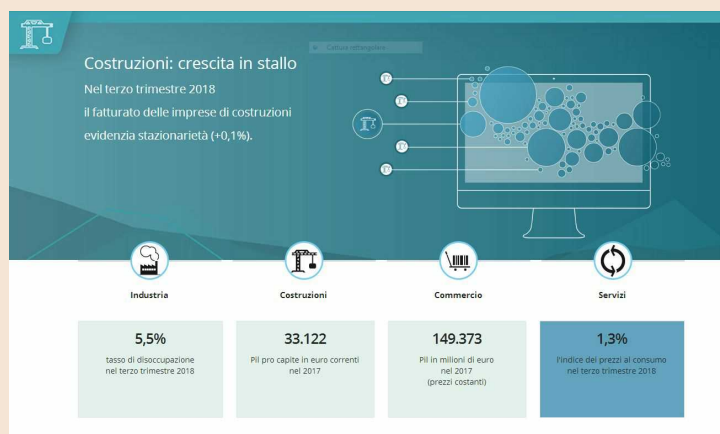 Cattura rettangolare
Costruzioni: crescita in stallo
Nel terzo trimestre 2018
il fatturato delle imprese di costruzioni
evidenzia stazionarietà (+0,1%).
Industria
Costruzioni
Commercio
Servizi
5,5%
tasso di disoccupazione
nel terzo trimestre 2018
33.122
Pil pro capite in euro correnti
nel 2017
149.373
Pil in milioni di euro
nel 2017
(prezzi costanti)
1,3%
l'indice dei prezzi al consumo
nel terzo trimestre 2018